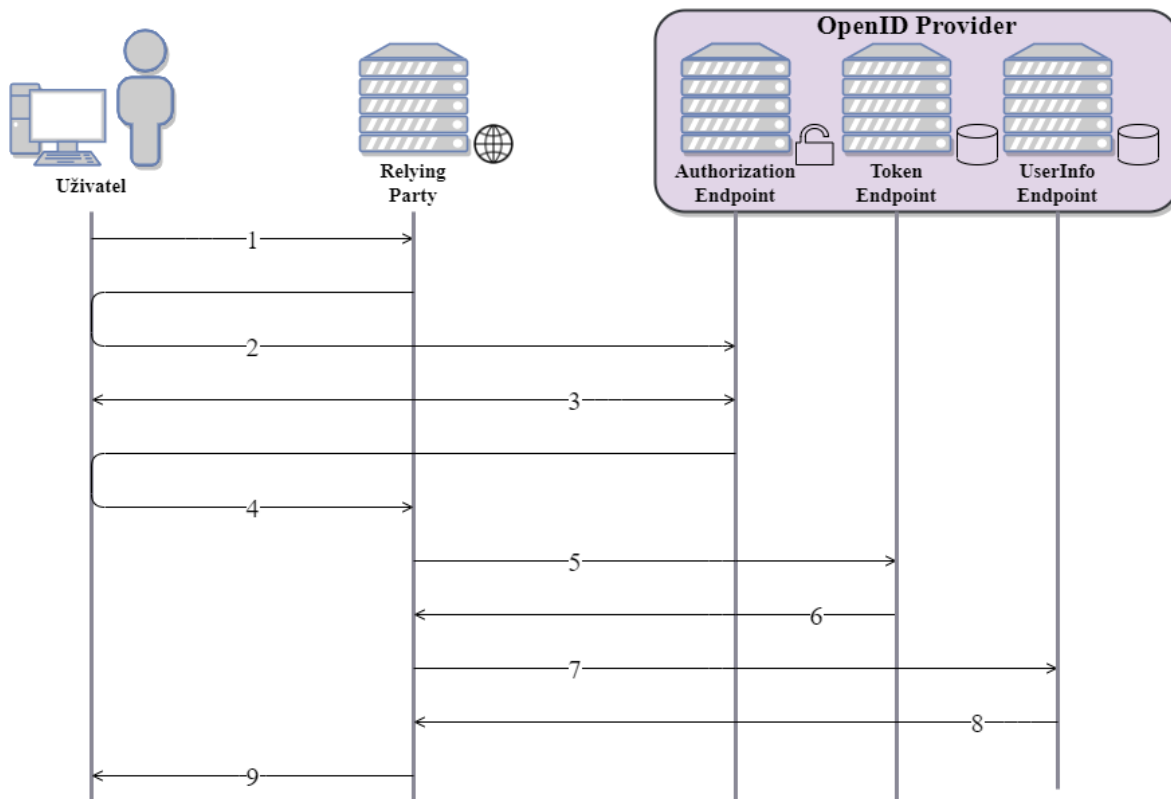 OpenID Provider
Uživatel
Relying
Party
Authorization
Endpoint
Token
Endpoint
UserInfo
Endpoint
1
2
3
4
5
6
7
8
9